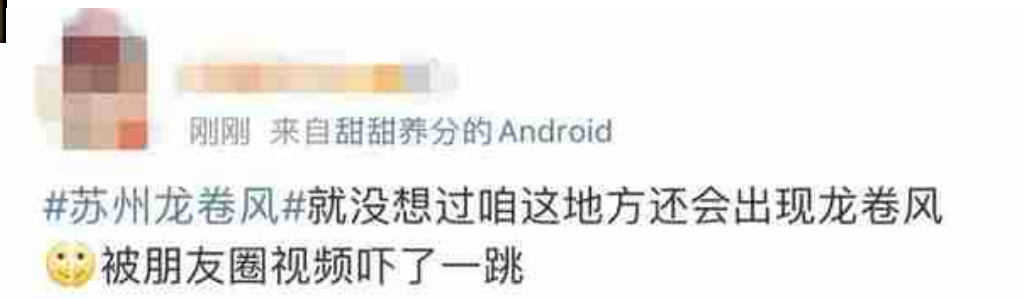 刚刚 来自甜甜养分的Android
#苏州龙卷风#就没想过咱这地方还会出现龙卷风
被朋友圈视频吓了一跳